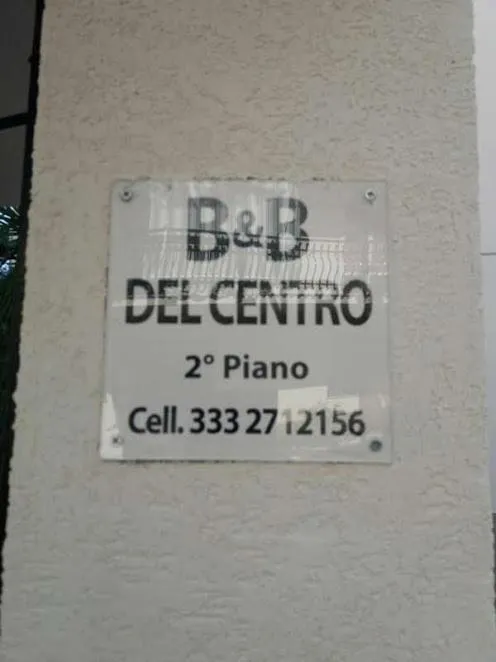 B&B
DEL CENTRO
2° Piano
Cell. 333 2712156